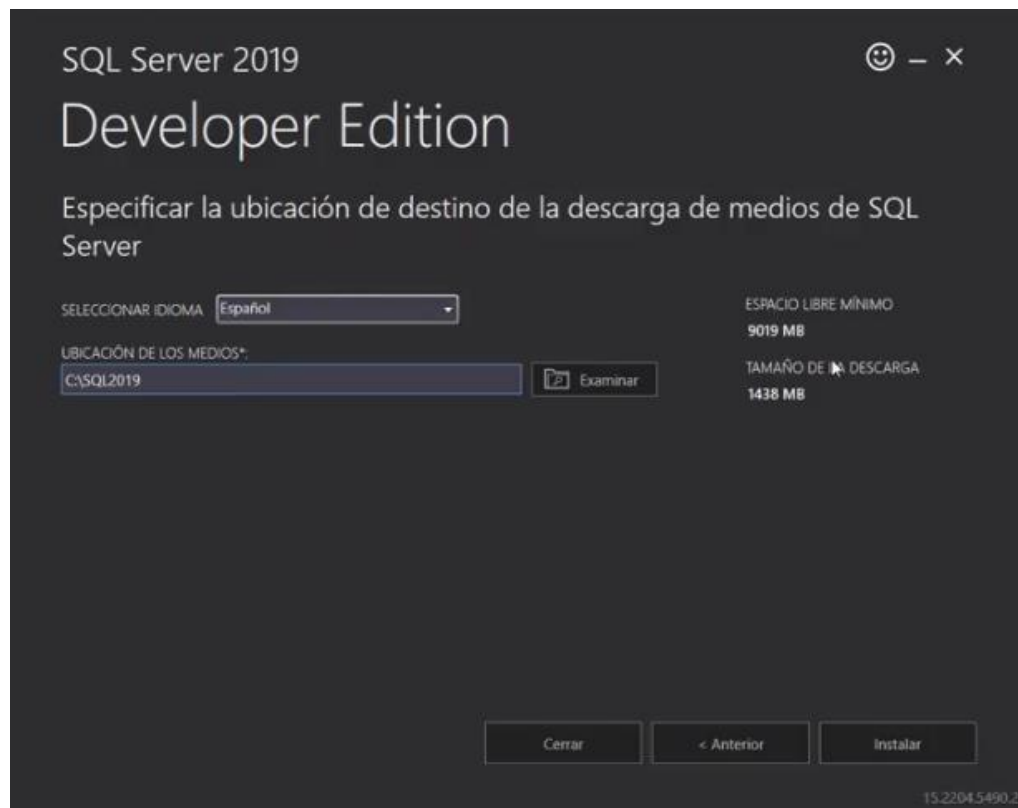 SQL Server 2019
Developer Edition
Especificar la ubicación de destino de la descarga de medios de SQL
Server
SELECCIONAR IDIOMA Español
ESPACIO LIBRE MÍNIMO
9019 MB
UBICACIÓN DE LOS MEDIOS*:
C:\SQL2019
Examinar
TAMAÑO DE LA DESCARGA
1438 MB
Cerrar
< Anterior
Instalar
15.2204.5490.2